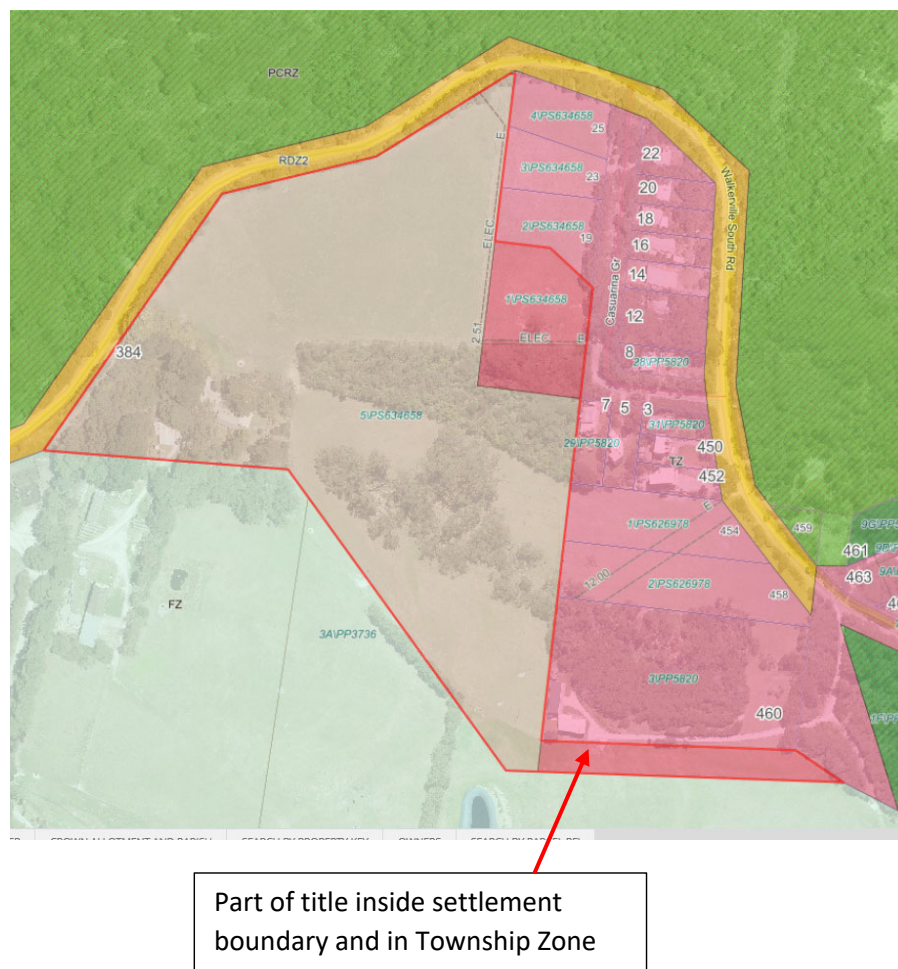 PCRZ
RDZ2
4\PS634658
25
22
E
3\PS634658
23
20
Walkerville South Rd
ELEC
2\PS634658
19
18
16
14
Casuarina Gr
1\PS634658
12
2.51
ELEC
E
384
8
28\PP5820
5\PS634658
7
5
3
29\PP5820
31\PP5820
450
TZ
452
E
1\PS626978
454
459
461
463
12.00
2\PS626978
458
FZ
3A\PP3736
3\PP5820
460
Part of title inside settlement
boundary and in Township Zone